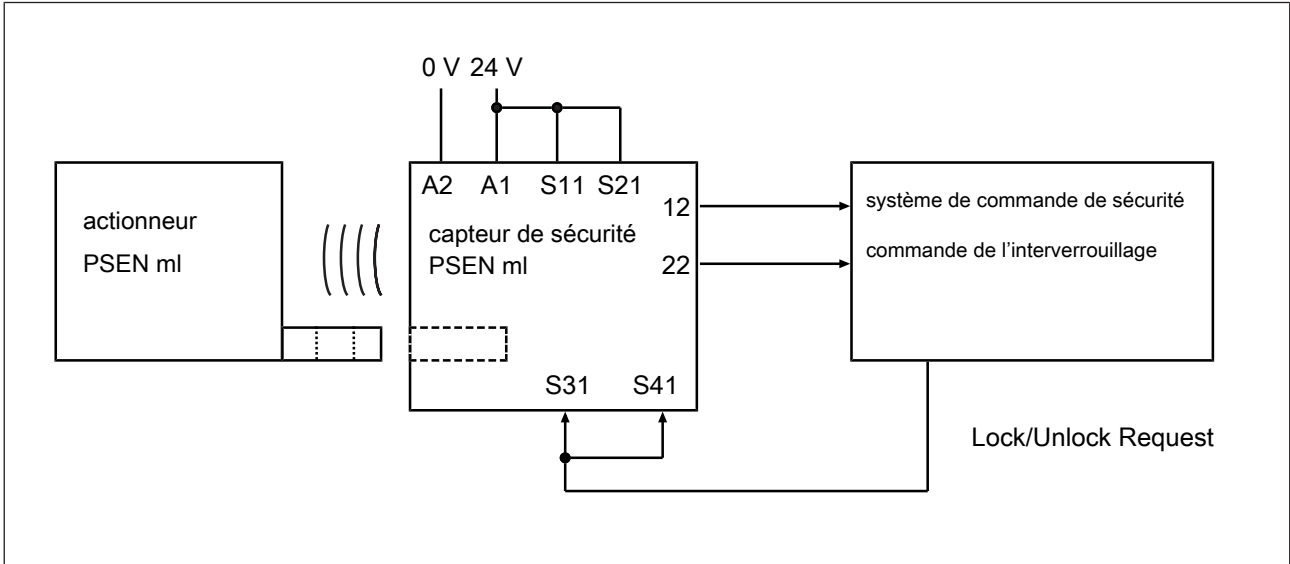 0 V 24 V
A2 A1 S11 S21
12
22
actionneur
PSEN ml
capteur de sécurité
PSEN ml
système de commande de sécurité
commande de l’interverrouillage
S31 S41
Lock/Unlock Request